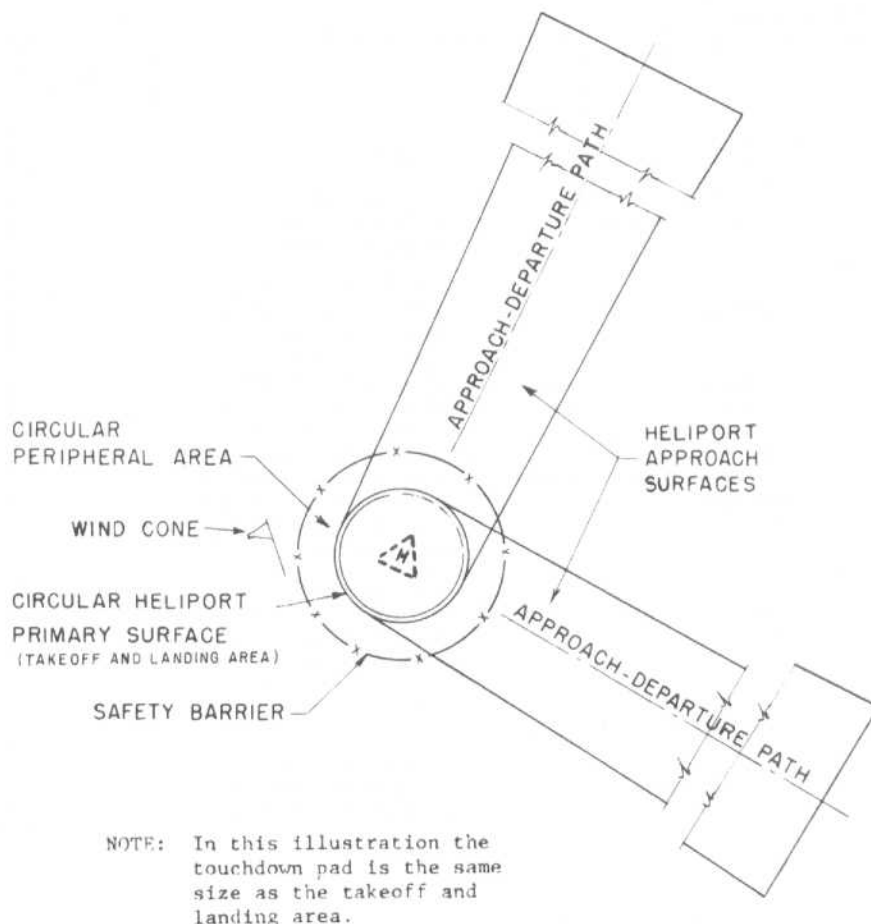 APPROACH-DEPARTURE PATH
CIRCULAR
PERIPHERAL AREA
HELIPORT
APPROACH
SURFACES
WIND CONE
H
CIRCULAR HELIPORT
PRIMARY SURFACE
(TAKEOFF AND LANDING AREA)
APPROACH-DEPARTURE PATH
SAFETY BARRIER
NOTE: In this illustration the
touchdown pad is the same
size as the takeoff and
landing area.